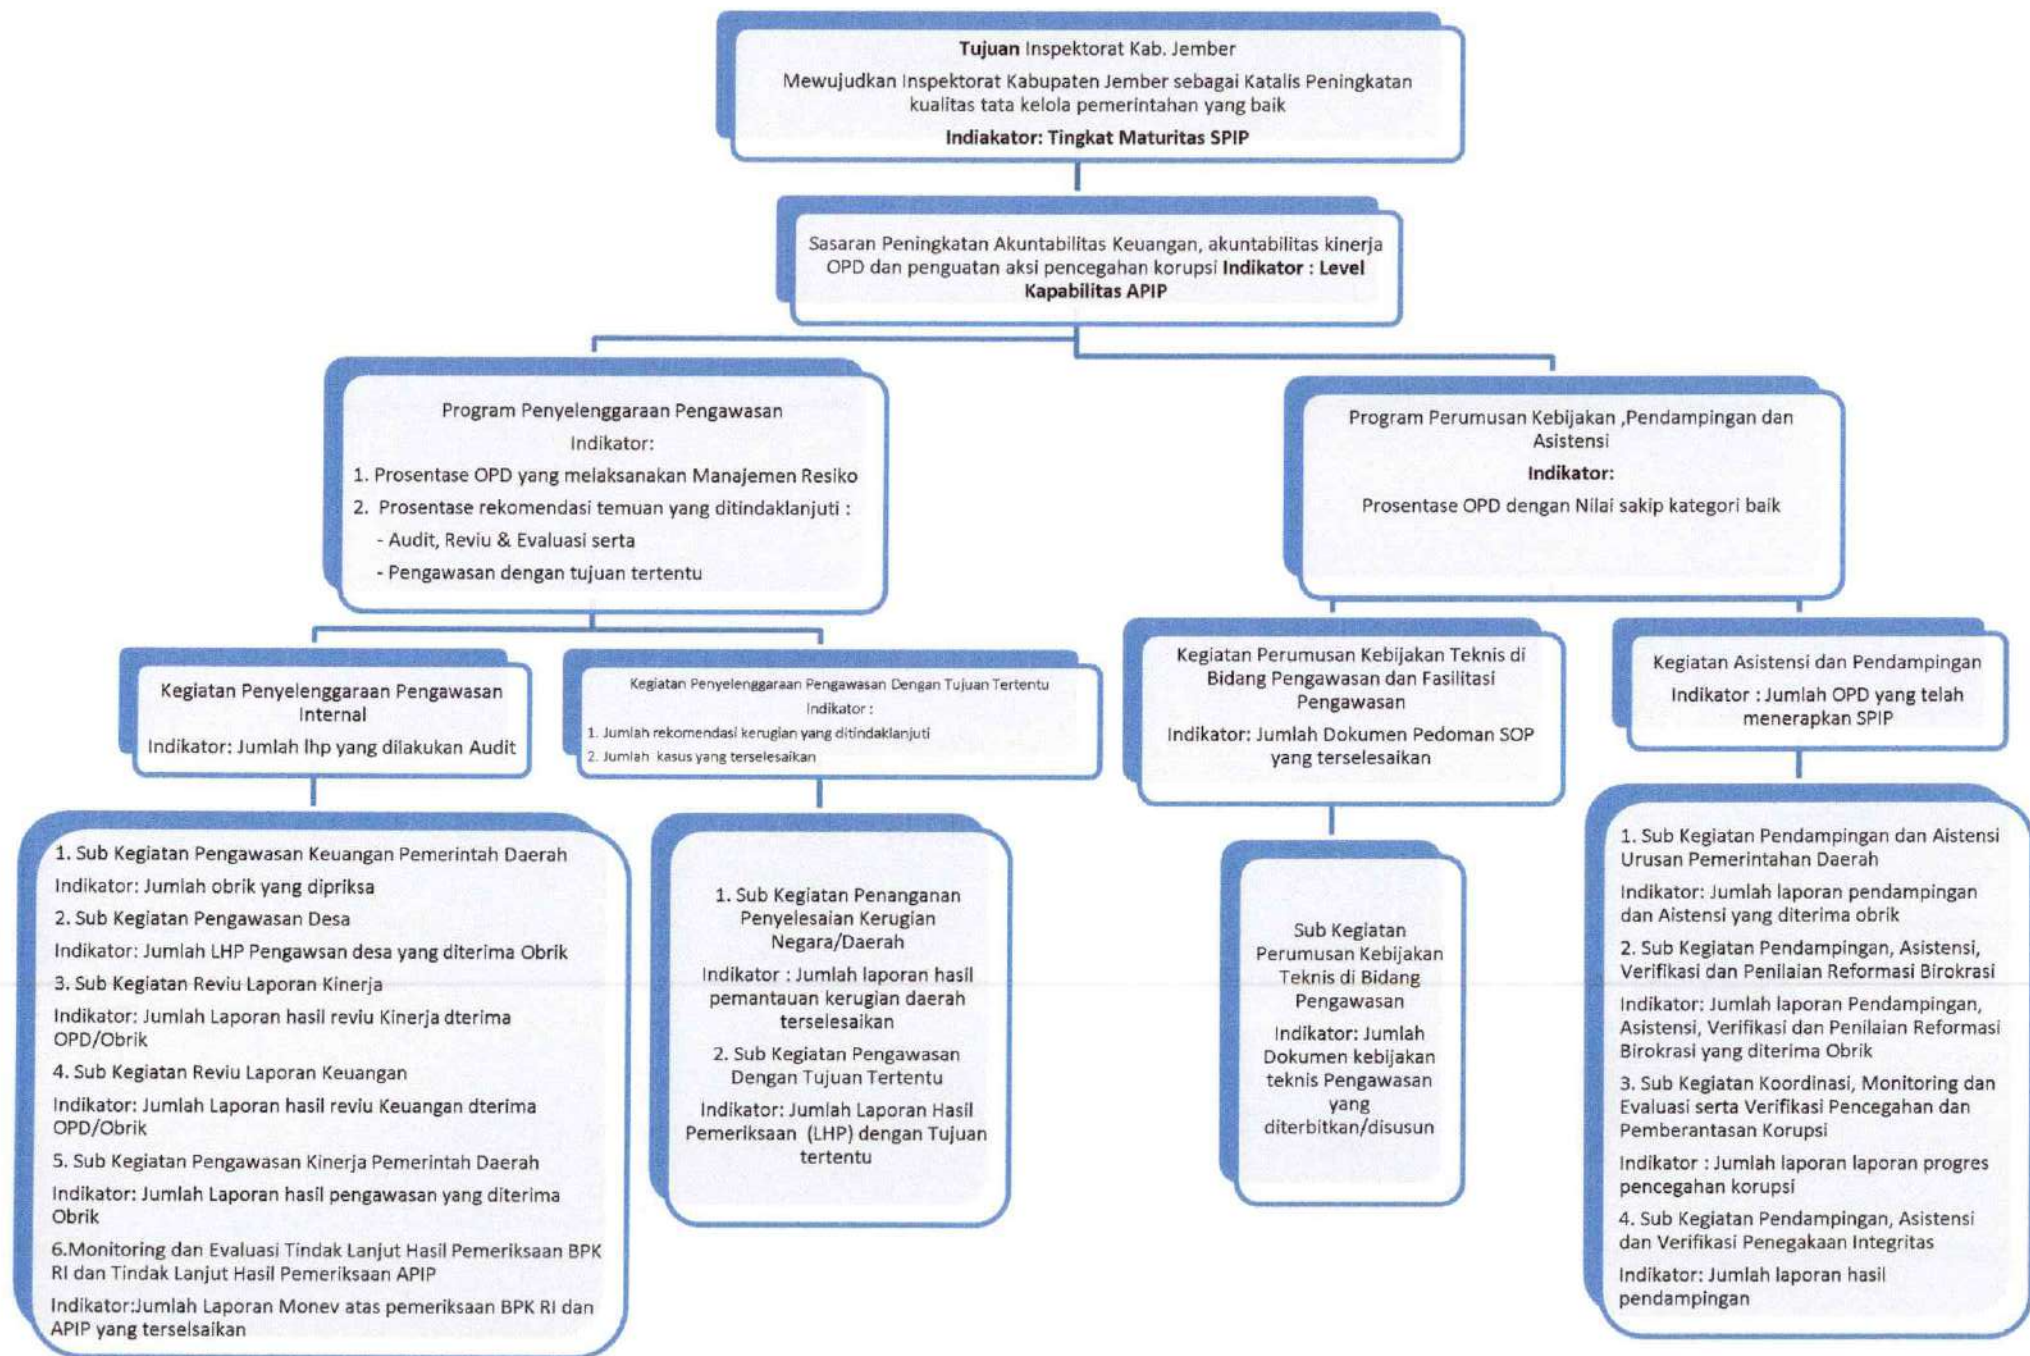 Tujuan Inspektorat Kab. Jember
Mewujudkan Inspektorat Kabupaten Jember sebagai Katalis Peningkatan
kualitas tata kelola pemerintahan yang baik
Indiakator: Tingkat Maturitas SPIP
Sasaran Peningkatan Akuntabilitas Keuangan, akuntabilitas kinerja
OPD dan penguatan aksi pencegahan korupsi Indikator : Level
Kapabilitas APIP
Program Penyelenggaraan Pengawasan
Indikator:
1. Prosentase OPD yang melaksanakan Manajemen Resiko
2. Prosentase rekomendasi temuan yang ditindaklanjuti :
- Audit, Reviu & Evaluasi serta
- Pengawasan dengan tujuan tertentu
Program Perumusan Kebijakan ,Pendampingan dan
Asistensi
Indikator:
Prosentase OPD dengan Nilai sakip kategori baik
Kegiatan Penyelenggaraan Pengawasan
Internal
Indikator: Jumlah lhp yang dilakukan Audit
Kegiatan Penyelenggaraan Pengawasan Dengan Tujuan Tertentu
Indikator :
1. Jumlah rekomendasi kerugian yang ditindaklanjuti
2. Jumlah kasus yang terselesaikan
Kegiatan Perumusan Kebijakan Teknis di
Bidang Pengawasan dan Fasilitasi
Pengawasan
Indikator: Jumlah Dokumen Pedoman SOP
yang terselesaikan
Kegiatan Asistensi dan Pendampingan
Indikator : Jumlah OPD yang telah
menerapkan SPIP
1. Sub Kegiatan Pengawasan Keuangan Pemerintah Daerah
Indikator: Jumlah obrik yang dipriksa
2. Sub Kegiatan Pengawasan Desa
Indikator: Jumlah LHP Pengawsan desa yang diterima Obrik
3. Sub Kegiatan Reviu Laporan Kinerja
Indikator: Jumlah Laporan hasil reviu Kinerja dterima
OPD/Obrik
4. Sub Kegiatan Reviu Laporan Keuangan
Indikator: Jumlah Laporan hasil reviu Keuangan dterima
OPD/Obrik
5. Sub Kegiatan Pengawasan Kinerja Pemerintah Daerah
Indikator: Jumlah Laporan hasil pengawasan yang diterima
Obrik
6.Monitoring dan Evaluasi Tindak Lanjut Hasil Pemeriksaan BPK
RI dan Tindak Lanjut Hasil Pemeriksaan APIP
Indikator:Jumlah Laporan Monev atas pemeriksaan BPK RI dan
APIP yang terselsaikan
1. Sub Kegiatan Penanganan
Penyelesaian Kerugian
Negara/Daerah
Indikator : Jumlah laporan hasil
pemantauan kerugian daerah
terselesaikan
2. Sub Kegiatan Pengawasan
Dengan Tujuan Tertentu
Indikator: Jumlah Laporan Hasil
Pemeriksaan (LHP) dengan Tujuan
tertentu
Sub Kegiatan
Perumusan Kebijakan
Teknis di Bidang
Pengawasan
Indikator: Jumlah
Dokumen kebijakan
teknis Pengawasan
yang
diterbitkan/disusun
1. Sub Kegiatan Pendampingan dan Aistensi
Urusan Pemerintahan Daerah
Indikator: Jumlah laporan pendampingan
dan Aistensi yang diterima obrik
2. Sub Kegiatan Pendampingan, Asistensi,
Verifikasi dan Penilaian Reformasi Birokrasi
Indikator: Jumlah laporan Pendampingan,
Asistensi, Verifikasi dan Penilaian Reformasi
Birokrasi yang diterima Obrik
3. Sub Kegiatan Koordinasi, Monitoring dan
Evaluasi serta Verifikasi Pencegahan dan
Pemberantasan Korupsi
Indikator : Jumlah laporan laporan progres
pencegahan korupsi
4. Sub Kegiatan Pendampingan, Asistensi
dan Verifikasi Penegakaan Integritas
Indikator: Jumlah laporan hasil
pendampingan